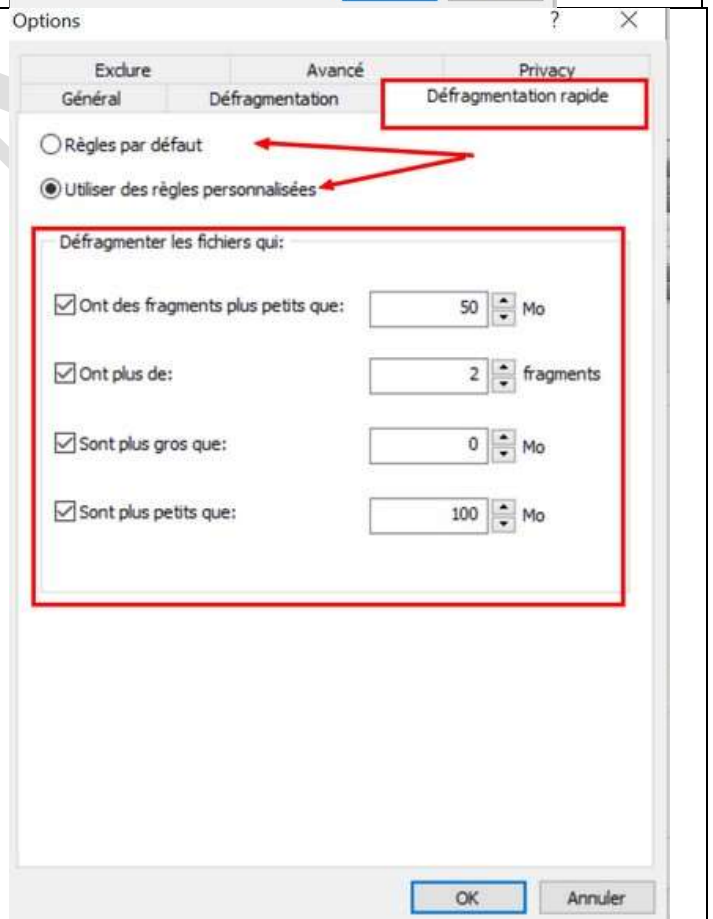 Options ? ×
Exclure Avancé Privacy
Général Défragmentation Défragmentation rapide
Règles par défaut
Utiliser des règles personnalisées
Défragmenter les fichiers qui:
Ont des fragments plus petits que: 50 Mo
Ont plus de: 2 fragments
Sont plus gros que: 0 Mo
Sont plus petits que: 100 Mo
OK Annuler